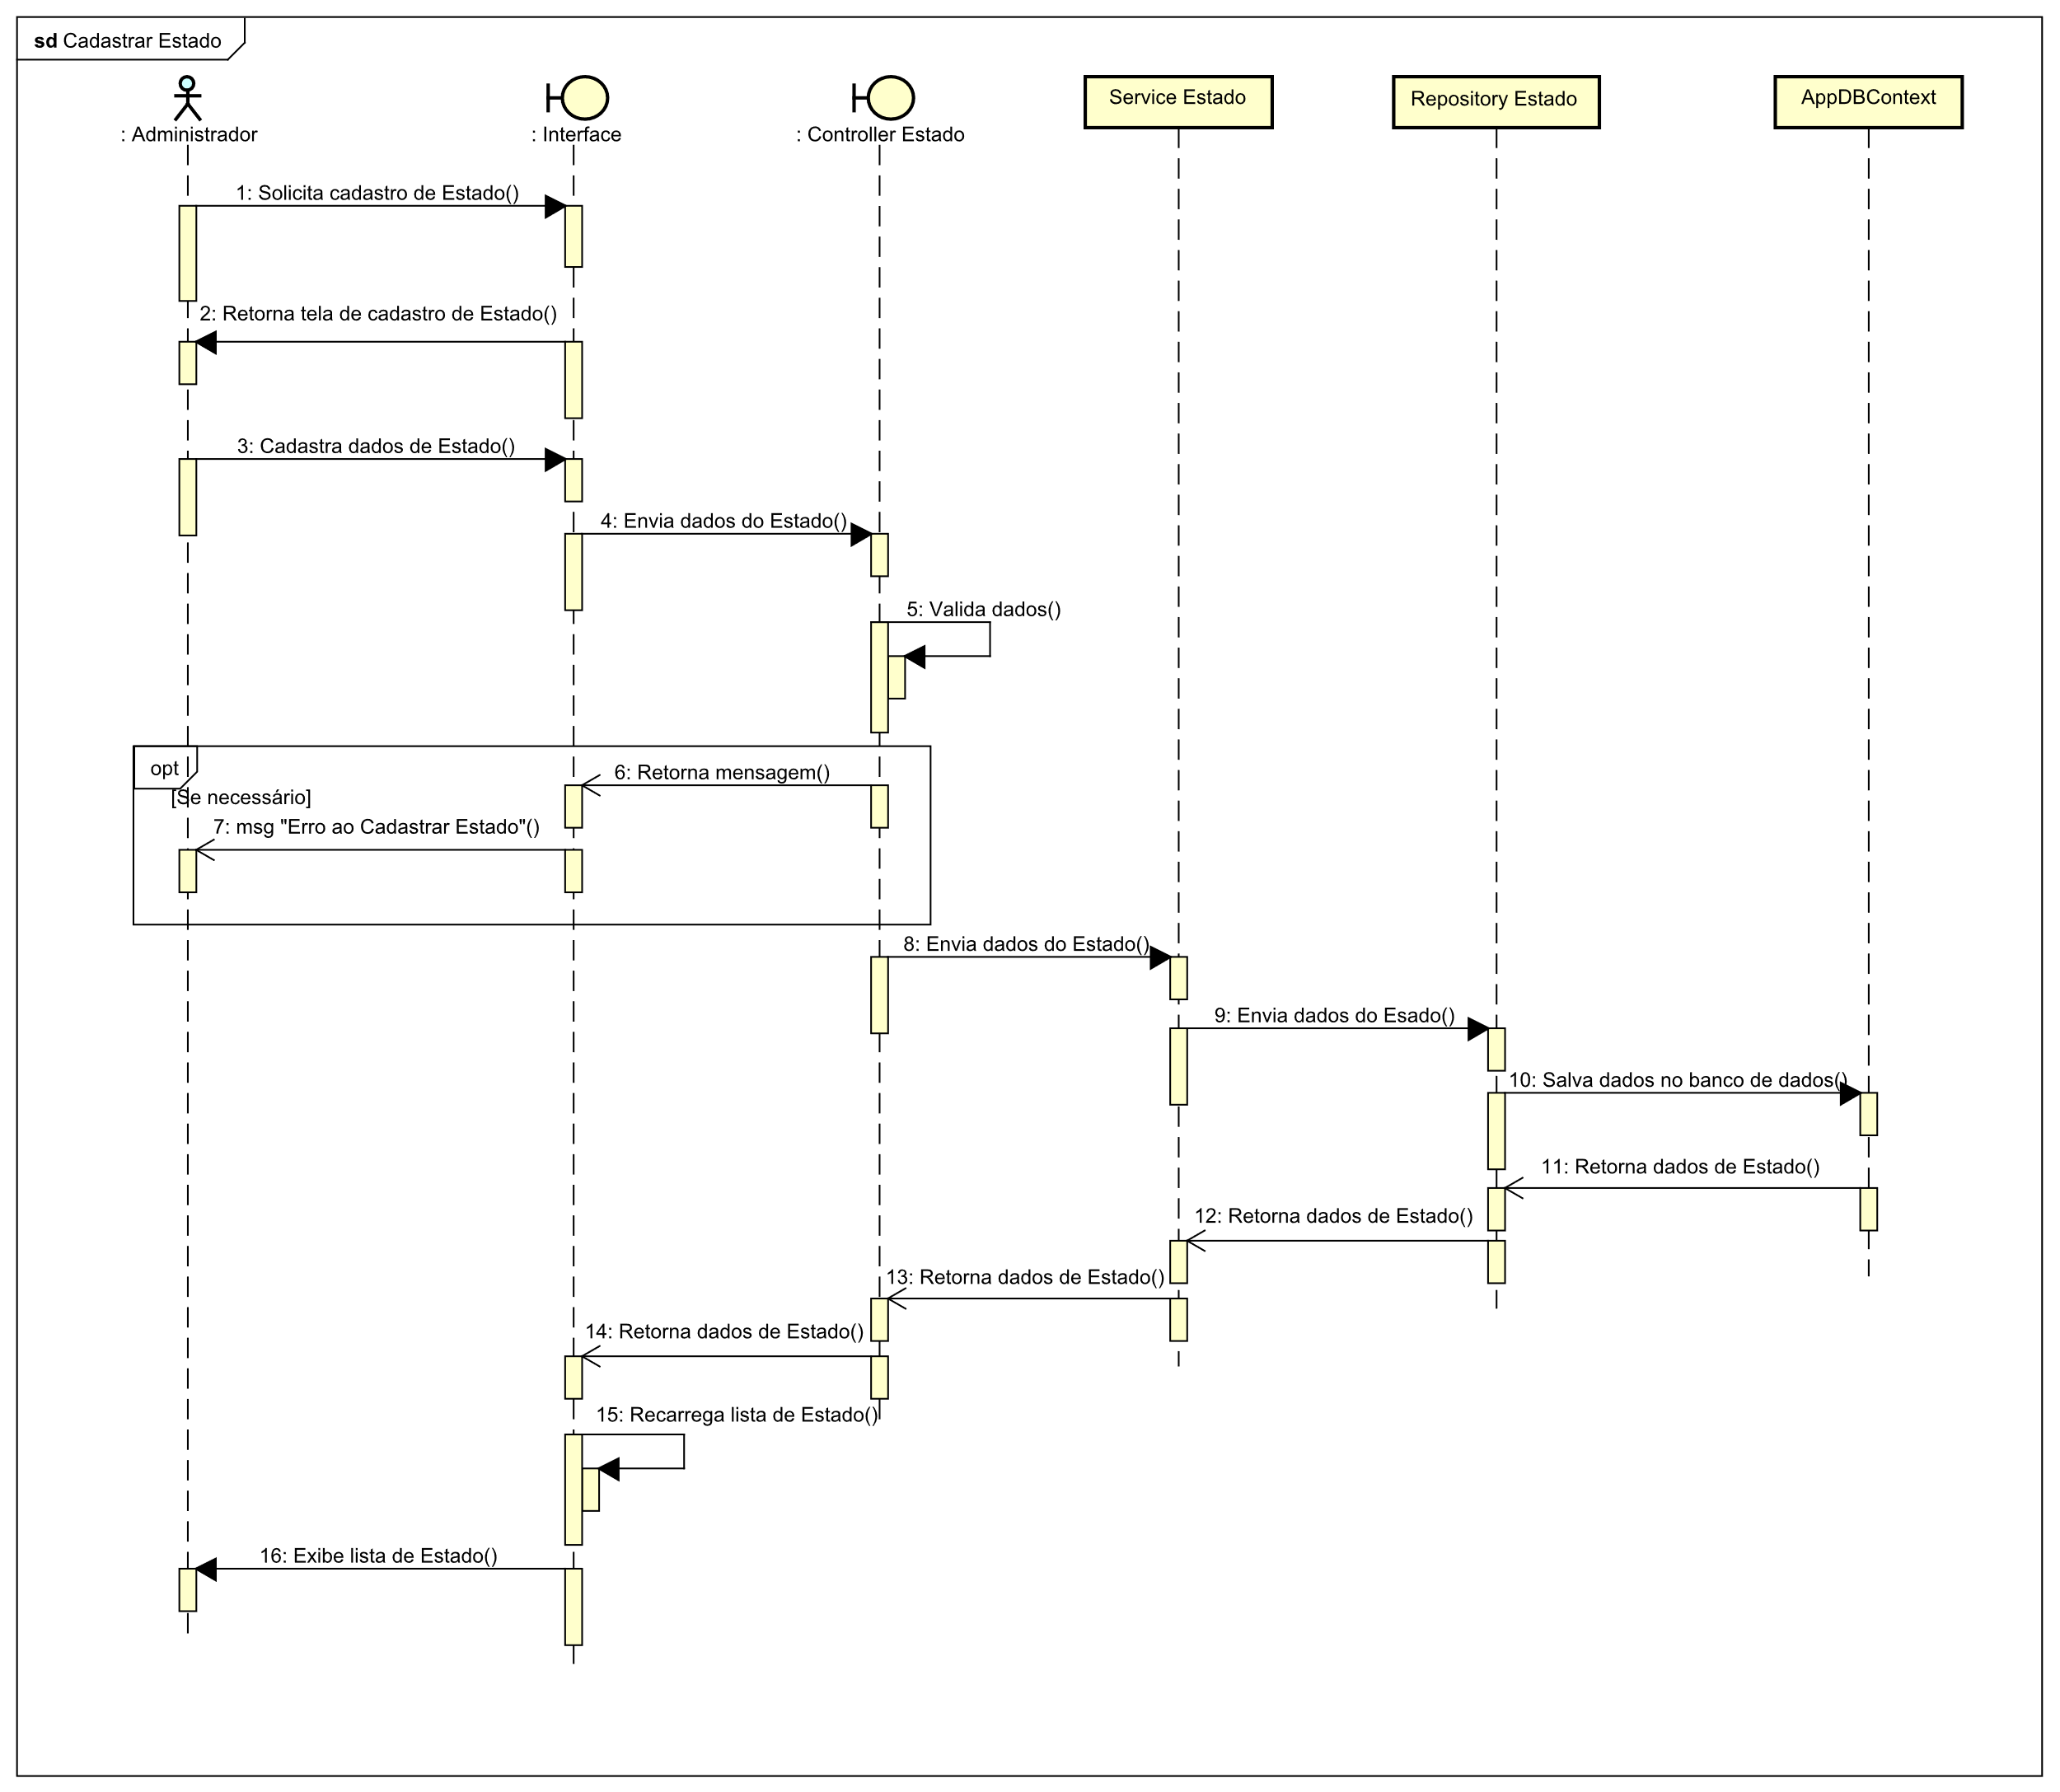 sd Cadastrar Estado
: Administrador
: Interface
: Controller Estado
Service Estado
Repository Estado
AppDBContext
1: Solicita cadastro de Estado()
2: Retorna tela de cadastro de Estado()
3: Cadastra dados de Estado()
4: Envia dados do Estado()
5: Valida dados()
opt
[Se necessário]
6: Retorna mensagem()
7: msg "Erro ao Cadastrar Estado"()
8: Envia dados do Estado()
9: Envia dados do Esado()
10: Salva dados no banco de dados()
11: Retorna dados de Estado()
12: Retorna dados de Estado()
13: Retorna dados de Estado()
14: Retorna dados de Estado()
15: Recarrega lista de Estado()
16: Exibe lista de Estado()